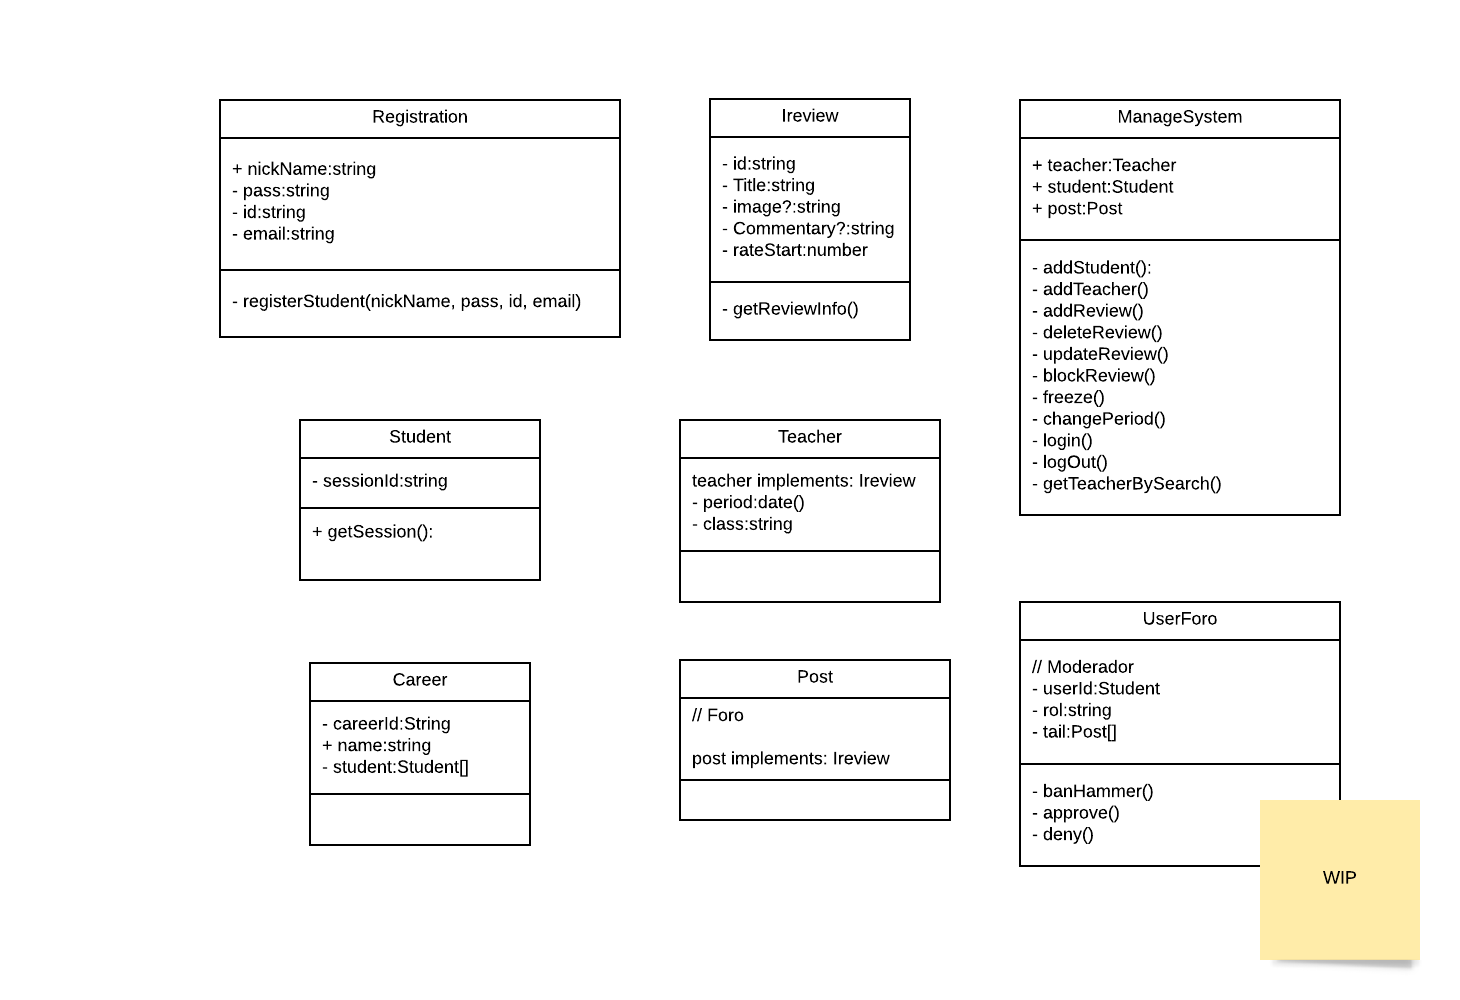 Registration
+ nickName:string
- pass:string
- id:string
- email:string
- registerStudent(nickName, pass, id, email)
Ireview
- id:string
- Title:string
- image?:string
- Commentary?:string
- rateStart:number
- getReviewInfo()
ManageSystem
+ teacher:Teacher
+ student:Student
+ post:Post
- addStudent():
- addTeacher()
- addReview()
- deleteReview()
- updateReview()
- blockReview()
- freeze()
- changePeriod()
- login()
- logOut()
- getTeacherBySearch()
Student
- sessionId:string
+ getSession():
Teacher
teacher implements: Ireview
- period:date()
- class:string
Career
- careerId:String
+ name:string
- student:Student[]
Post
// Foro
post implements: Ireview
UserForo
// Moderador
- userId:Student
- rol:string
- tail:Post[]
- banHammer()
- approve()
- deny()
WIP